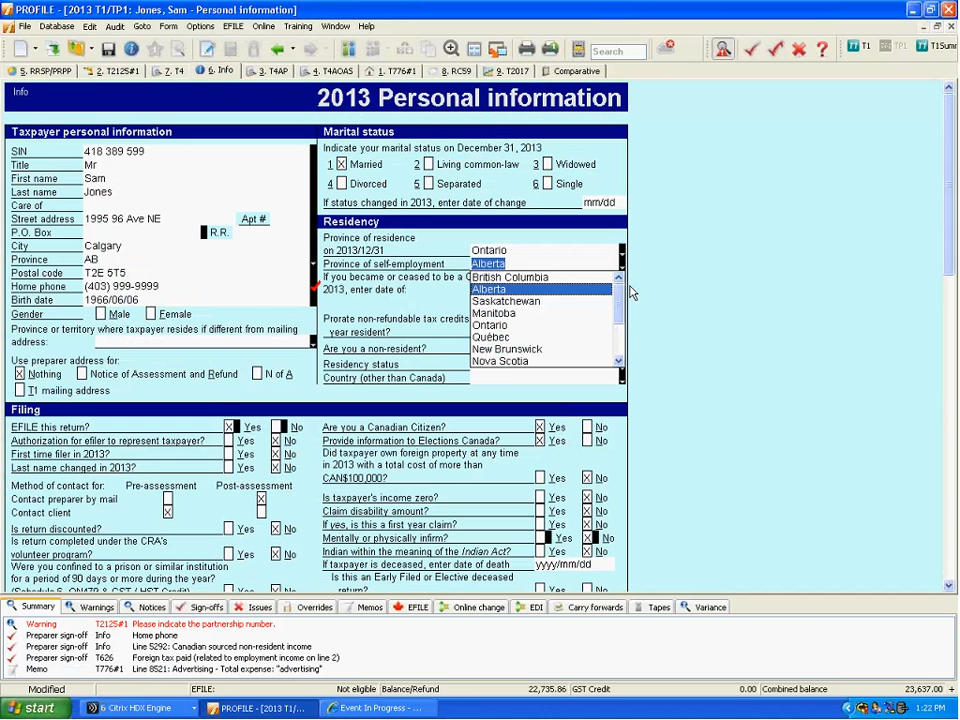 PROFILE - [2013 T1/TP1: Jones, Sam - Personal information]
File Database Edit Audit Goto Form Options EFILE Online Training Window Help
Search
T1 TP1 T1Summ
5. RRSP/PRPP 2. T2125#1 7. T4 6. Info 3. T4AP 4. T4AOAS 1. T776#1 8. RC59 9. T2017 Comparative
Info
2013 Personal information
Taxpayer personal information
SIN 418 389 599
Title Mr
First name Sam
Last name Jones
Care of
Street address 1995 96 Ave NE Apt #
P.O. Box R.R.
City Calgary
Province AB
Postal code T2E 5T5
Home phone (403) 999-9999
Birth date 1966/06/06
Gender Male Female
Province or territory where taxpayer resides if different from mailing
address:
Use preparer address for:
X Nothing Notice of Assessment and Refund N of A
T1 mailing address
Marital status
Indicate your marital status on December 31, 2013
1 X Married 2 Living common-law 3 Widowed
4 Divorced 5 Separated 6 Single
If status changed in 2013, enter date of change mm/dd
Residency
Province of residence
on 2013/12/31 Ontario
Province of self-employment Alberta
If you became or ceased to be a C
2013, enter date of:
Prorate non-refundable tax credits
year resident?
Are you a non-resident?
Residency status
Country (other than Canada)
British Columbia
Alberta
Saskatchewan
Manitoba
Ontario
Québec
New Brunswick
Nova Scotia
Filing
EFILE this return? X Yes No
Authorization for efiler to represent taxpayer? Yes X No
First time filer in 2013? Yes X No
Last name changed in 2013? Yes X No
Method of contact for: Pre-assessment Post-assessment
Contact preparer by mail X
Contact client X
Is return discounted? Yes X No
Is return completed under the CRA's
volunteer program? Yes X No
Were you confined to a prison or similar institution
for a period of 90 days or more during the year?
(Schedule 6, ONATP & GST / HST Credit) Yes X No
Are you a Canadian Citizen? X Yes No
Provide information to Elections Canada? X Yes No
Did taxpayer own foreign property at any time
in 2013 with a total cost of more than
CAN$100,000? Yes X No
Is taxpayer's income zero? Yes X No
Claim disability amount? Yes X No
If yes, is this a first year claim? Yes X No
Mentally or physically infirm? Yes X No
Indian within the meaning of the Indian Act? Yes X No
If taxpayer is deceased, enter date of death yyyy/mm/dd
Is this an Early Filed or Elective deceased
return? Yes No
Summary Warnings Notices Sign-offs Issues Overrides Memos EFILE Online change EDI Carry forwards Tapes Variance
Warning T2125#1 Please indicate the partnership number.
Preparer sign-off Info Home phone
Preparer sign-off Info Line 5292: Canadian sourced non-resident income
Preparer sign-off T626 Foreign tax paid (related to employment income on line 2)
Memo T776#1 Line 8521: Advertising - Total expense: "advertising"
Modified EFILE: Not eligible Balance/Refund 22,735.86 GST Credit 0.00 Combined balance 23,637.00
start 6 Citrix HDX Engine PROFILE - [2013 T1/... Event In Progress - ... 1:22 PM